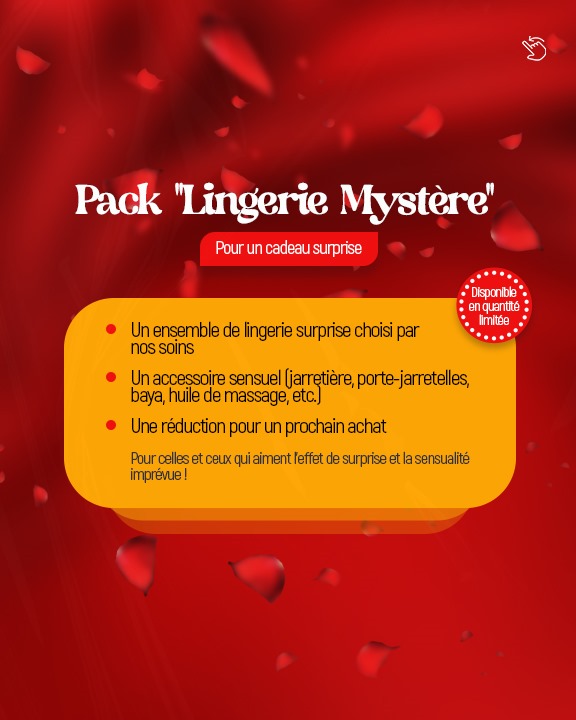 Pack "Lingerie Mystère"
Pour un cadeau surprise
Disponible
en quantité
limitée
Un ensemble de lingerie surprise choisi par
nos soins
Un accessoire sensuel (jarretière, porte-jarretelles,
baya, huile de massage, etc.)
Une réduction pour un prochain achat
Pour celles et ceux qui aiment l'effet de surprise et la sensualité
imprévue !